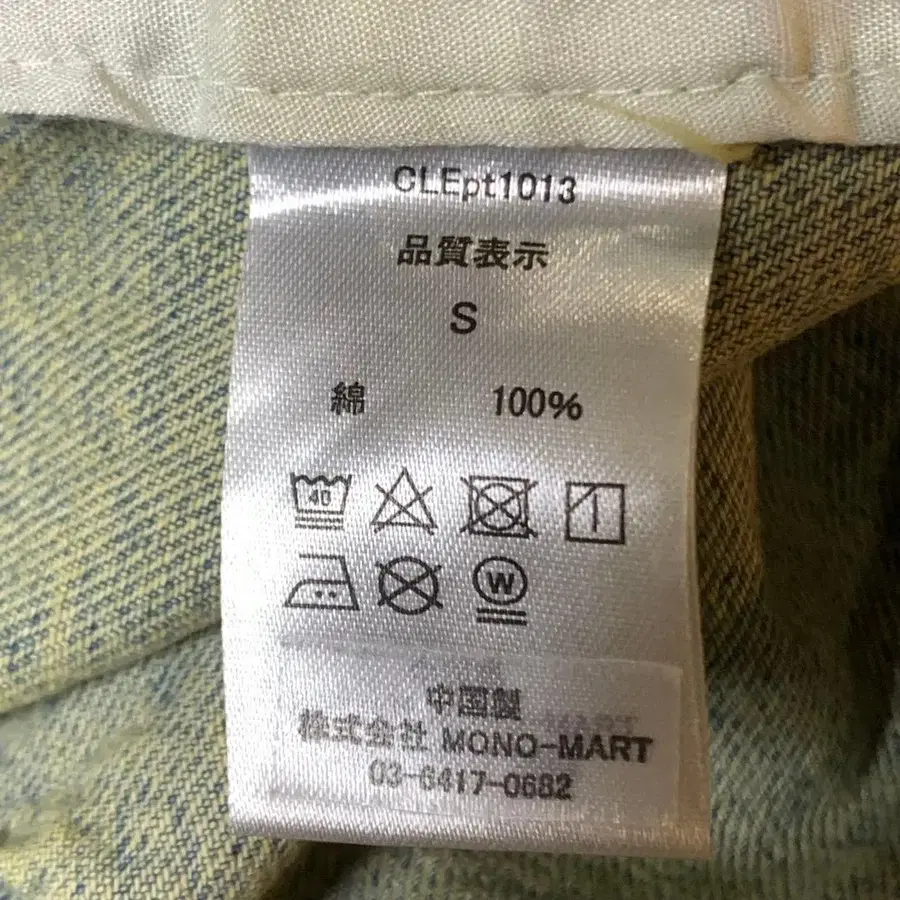 CLEpt1013
品質表示
S
綿 100%
40
W
中国製
株式会社 MONO-MART
03-6417-0682